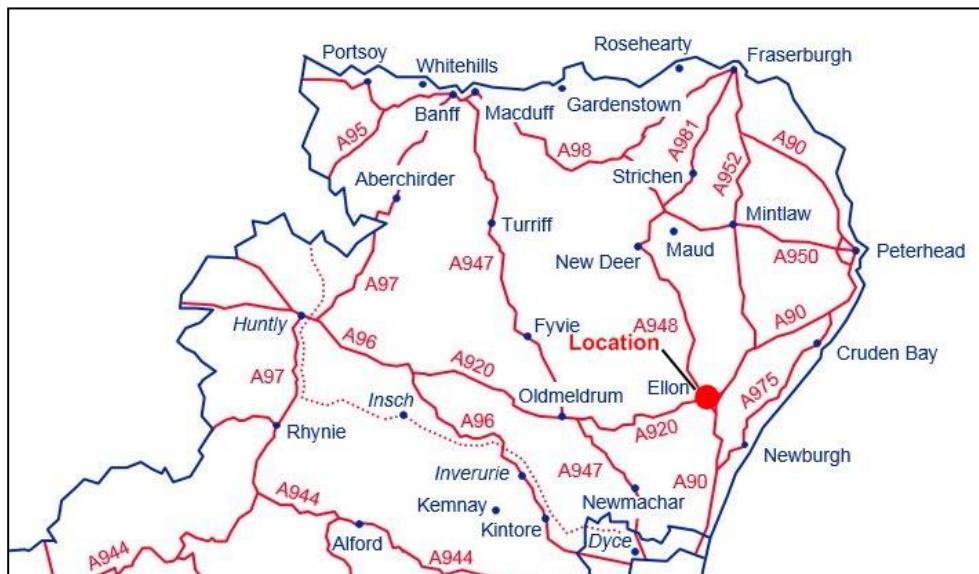 Rosehearty
Fraserburgh
Portsoy
Whitehills
Banff
Macduff
Gardenstown
A95
A98
A981
A90
A952
Strichen
Aberchirder
Turriff
Mintlaw
Maud
New Deer
A950
Peterhead
A947
A97
Huntly
A96
Fyvie
A948
A90
Location
Cruden Bay
A97
A920
Ellon
A975
Insch
Oldmeldrum
A920
Rhynie
A96
Newburgh
Inverurie
A947
A90
A944
Kemnay
Newmachar
Kintore
Alford
Dyce
A944
A944